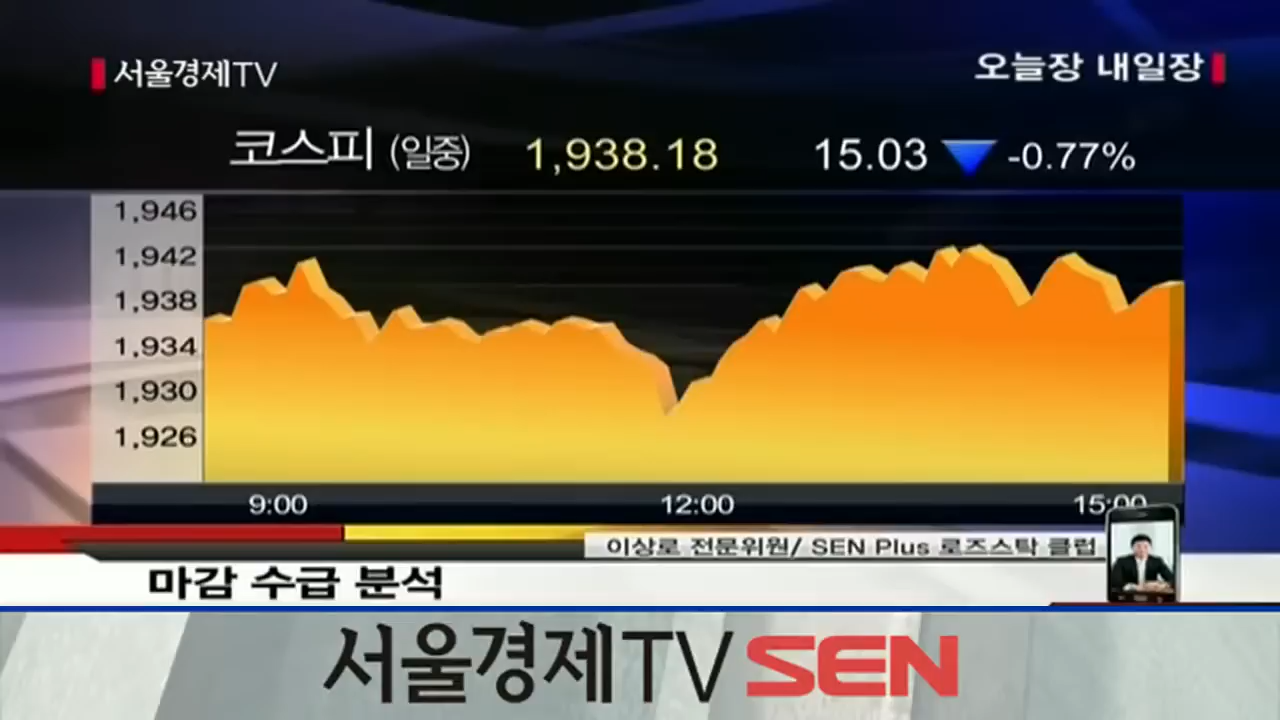 서울경제TV
오늘장 내일장
코스피 (일중) 1,938.18 15.03 ▼ -0.77%
1,946
1,942
1,938
1,934
1,930
1,926
9:00 12:00 15:00
이상로 전문위원/ SEN Plus 로즈스탁 클럽
마감 수급 분석
서울경제TV SEN